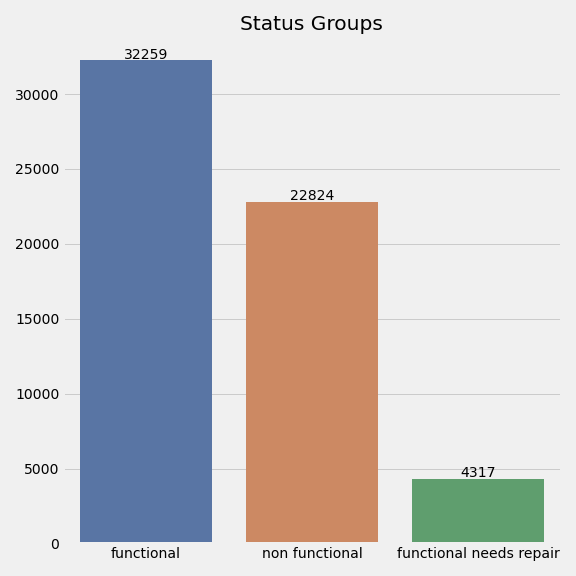 Status Groups
32259
30000
25000
22824
20000
15000
10000
5000
4317
0
functional
non functional
functional needs repair